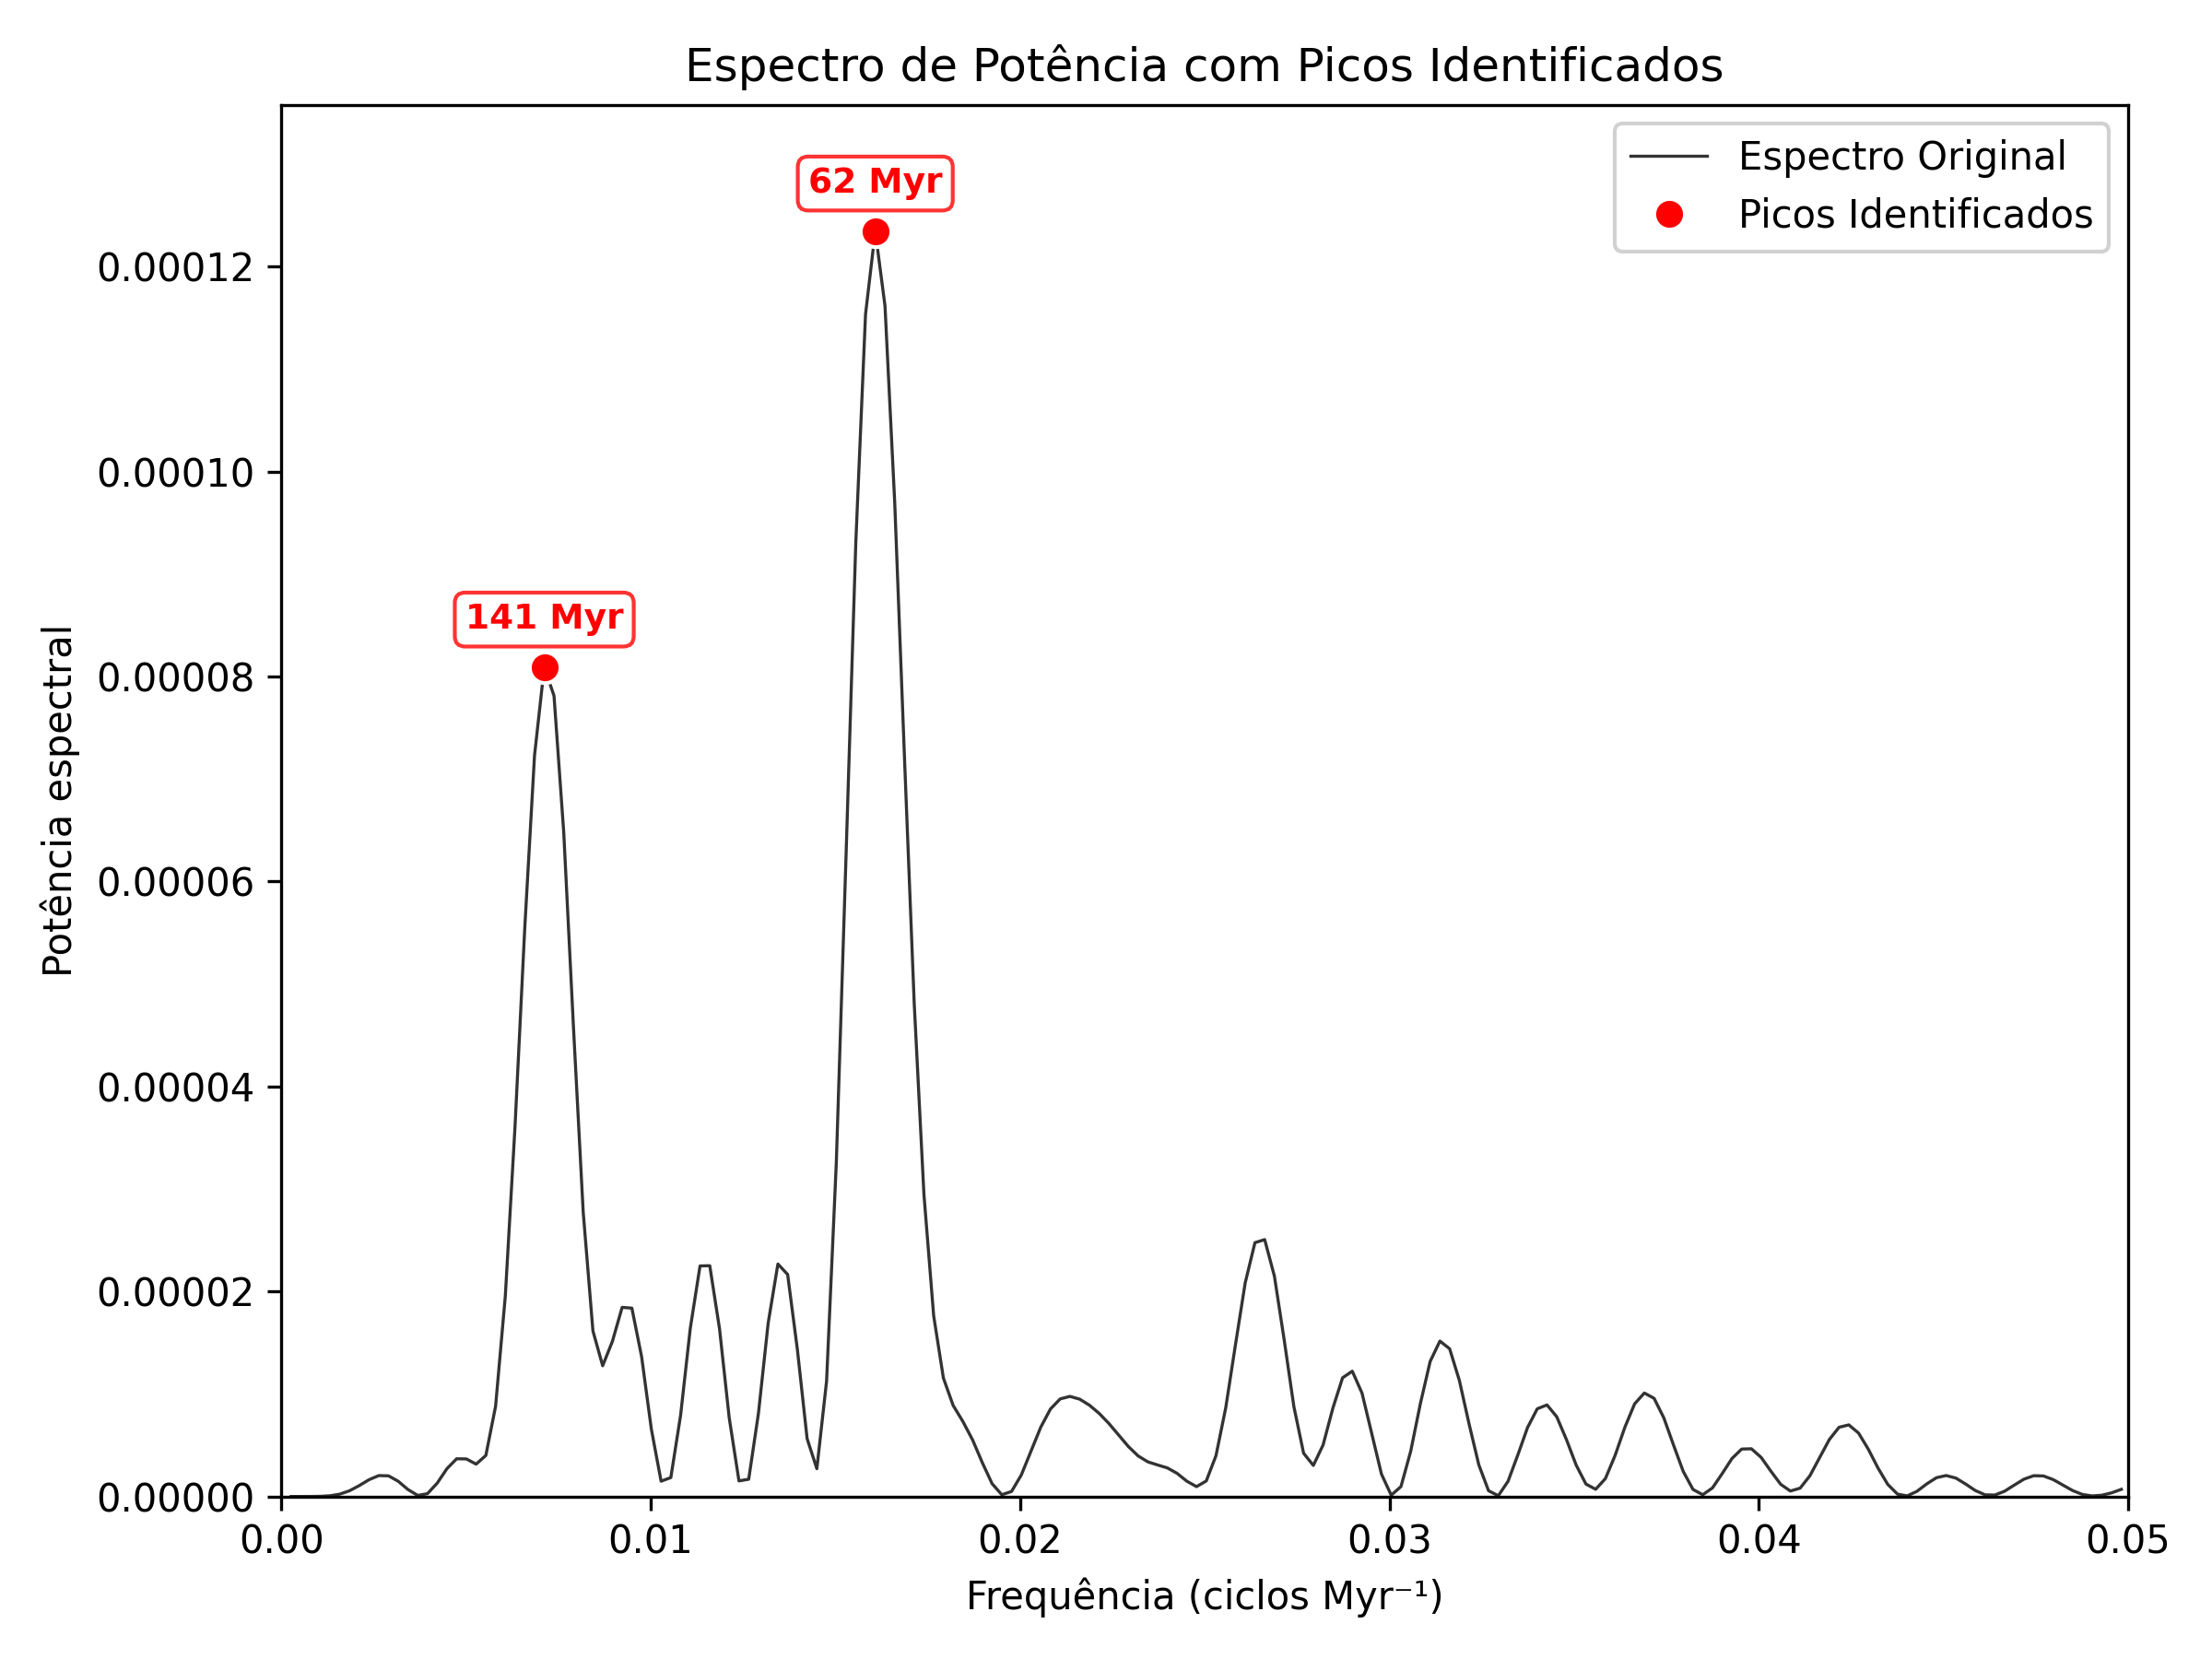 Espectro de Potência com Picos Identificados
Espectro Original
Picos Identificados
62 Myr
141 Myr
Potência espectral
0.00012
0.00010
0.00008
0.00006
0.00004
0.00002
0.00000
0.00
0.01
0.02
0.03
0.04
0.05
Frequência (ciclos Myr⁻¹)